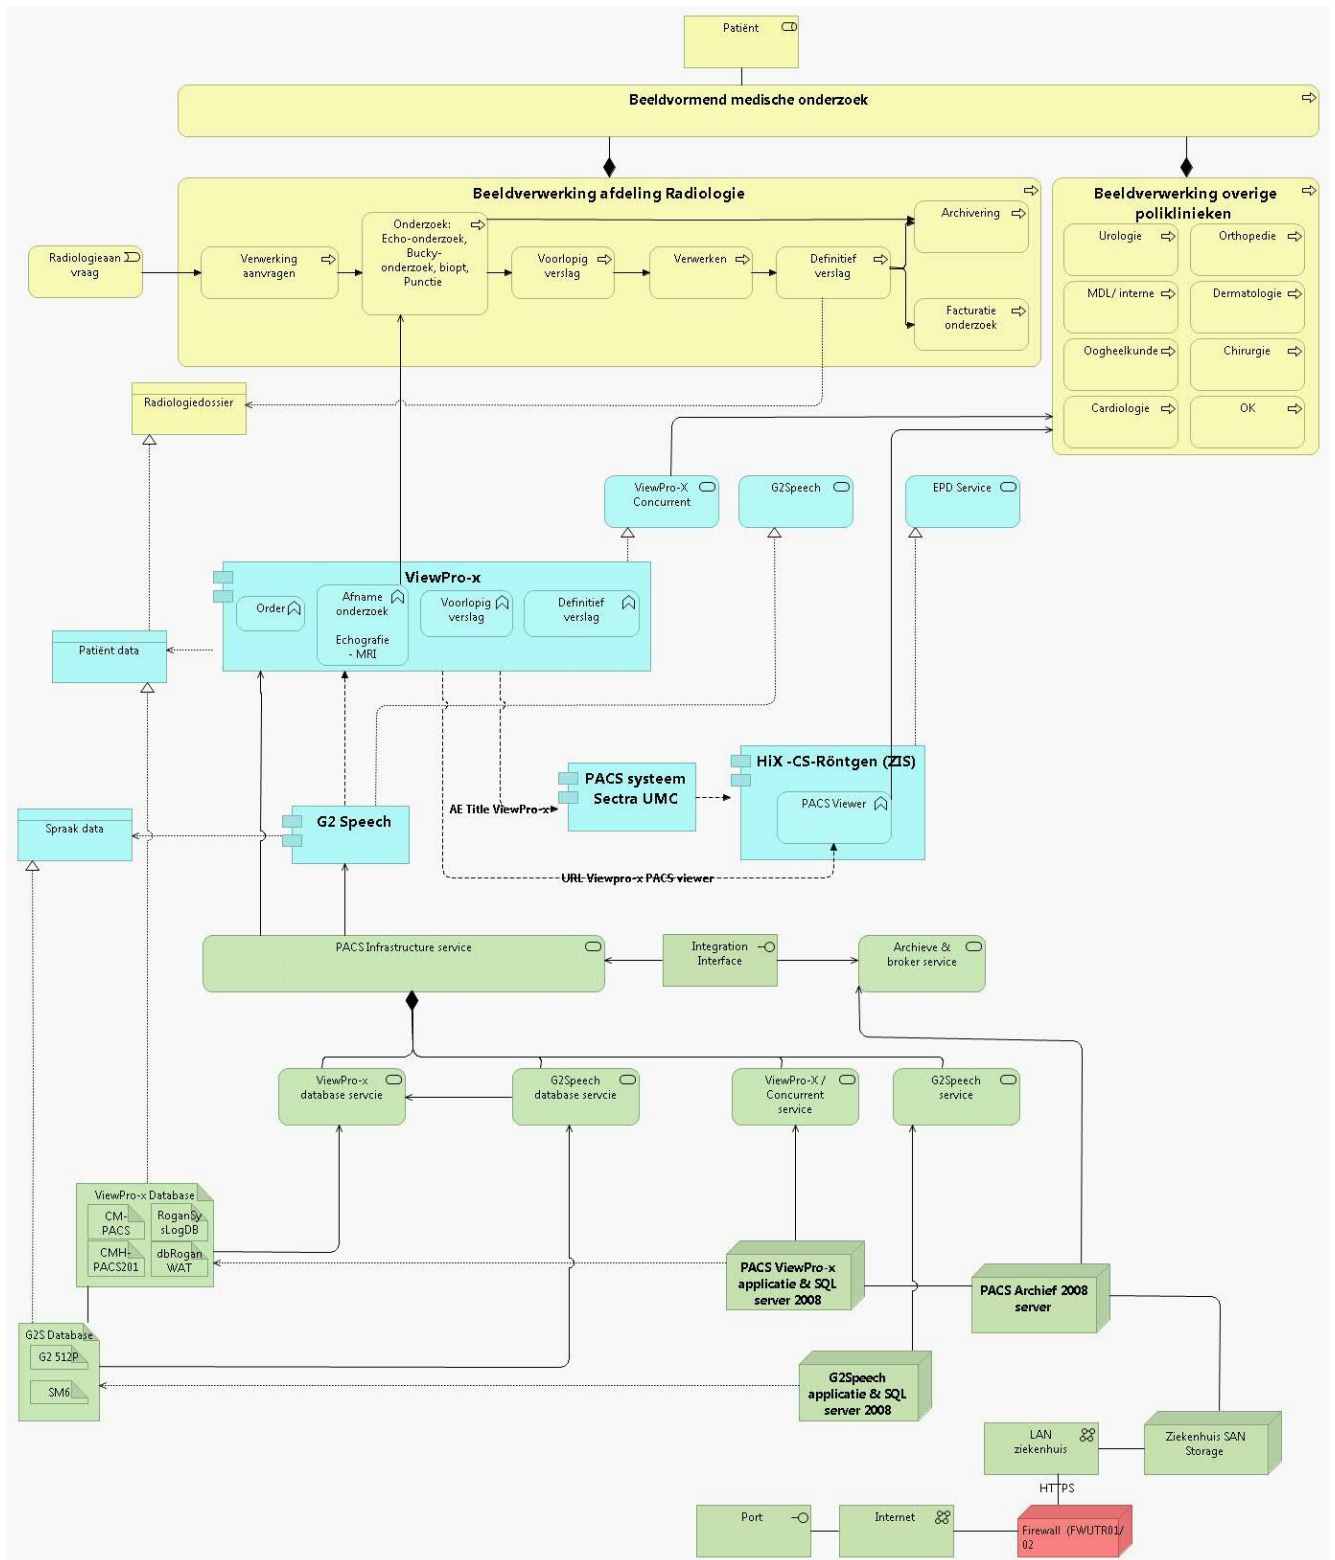 Patiënt
Beeldvormend medische onderzoek
Beeldverwerking afdeling Radiologie
Radiologieaan
vraag
Verwerking
aanvragen
Onderzoek:
Echo-onderzoek,
Bucky-
onderzoek, biopt,
Punctie
Voorlopig
verslag
Verwerken
Definitief
verslag
Archivering
Facturatie
onderzoek
Beeldverwerking overige
poliklinieken
Urologie
Orthopedie
MDL/ interne
Dermatologie
Oogheelkunde
Chirurgie
Cardiologie
OK
Radiologiedossier
ViewPro-X
Concurrent
G2Speech
EPD Service
ViewPro-x
Order
Afname
onderzoek
Echografie
- MRI
Voorlopig
verslag
Definitief
verslag
Patiënt data
PACS systeem
Sectra UMC
HiX -CS-Röntgen (ZIS)
PACS Viewer
AE Title ViewPro-x
Spraak data
G2 Speech
URL Viewpro-x PACS viewer
PACS Infrastructure service
Integration
Interface
Archieve &
broker service
ViewPro-x
database servcie
G2Speech
database servcie
ViewPro-X /
Concurrent
service
G2Speech
service
ViewPro-x Database
CM-
PACS
RoganSy
sLogDB
CMH-
PACS201
dbRogan
WAT
PACS ViewPro-x
applicatie & SQL
server 2008
PACS Archief 2008
server
G2S Database
G2 512P
SM6
G2Speech
applicatie & SQL
server 2008
LAN
ziekenhuis
Ziekenhuis SAN
Storage
HTTPS
Port
Internet
Firewall (FWUTR01/
02